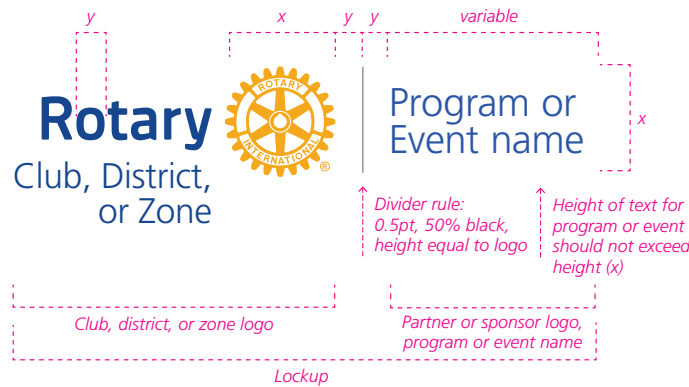 y
x
y
y
variable
Rotary
ROTARY
INTERNATIONAL
®
Club, District,
or Zone
Program or
Event name
x
Divider rule:
0.5pt, 50% black,
height equal to logo
Height of text for
program or event
should not exceed
height (x)
Club, district, or zone logo
Partner or sponsor logo,
program or event name
Lockup